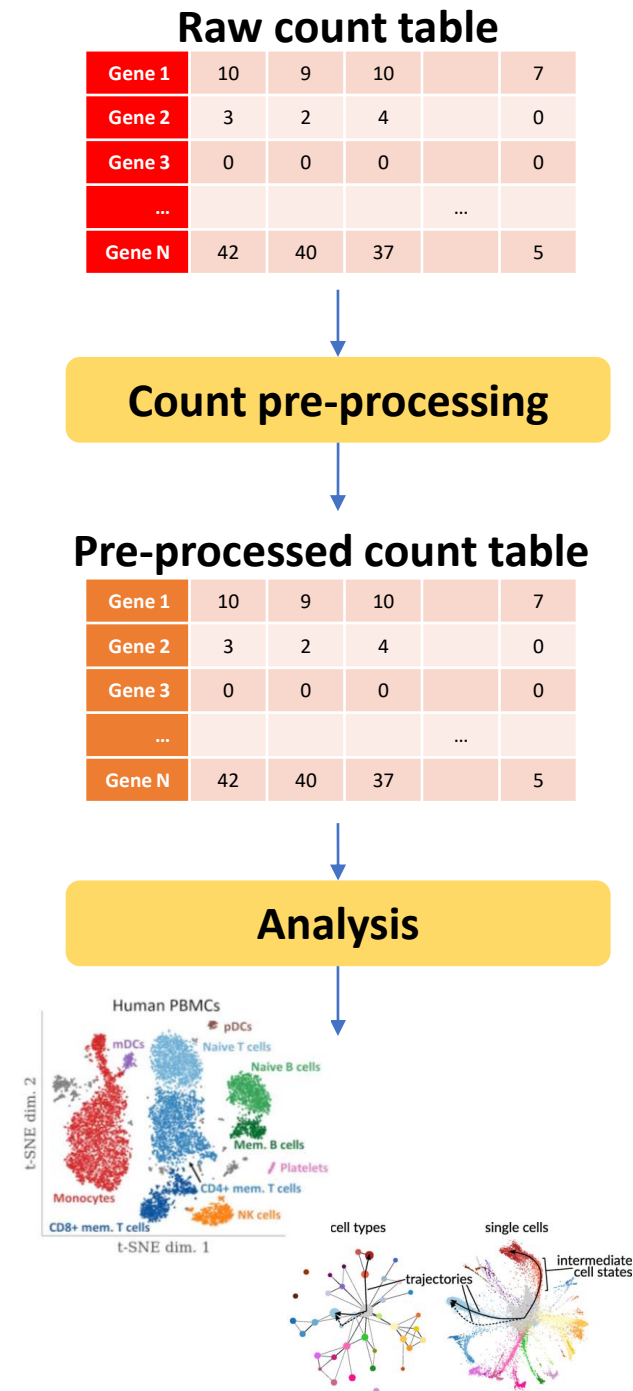 Raw count table
Gene 1 10 9 10 7
Gene 2 3 2 4 0
Gene 3 0 0 0 0
... ...
Gene N 42 40 37 5
Count pre-processing
Pre-processed count table
Gene 1 10 9 10 7
Gene 2 3 2 4 0
Gene 3 0 0 0 0
... ...
Gene N 42 40 37 5
Analysis
Human PBMCs
pDCs
mDCs
Naive T cells
Naive B cells
t-SNE dim. 2
Mem. B cells
Platelets
Monocytes
CD4+ mem. T cells
NK cells
CD8+ mem. T cells
t-SNE dim. 1
cell types
single cells
trajectories
intermediate
cell states